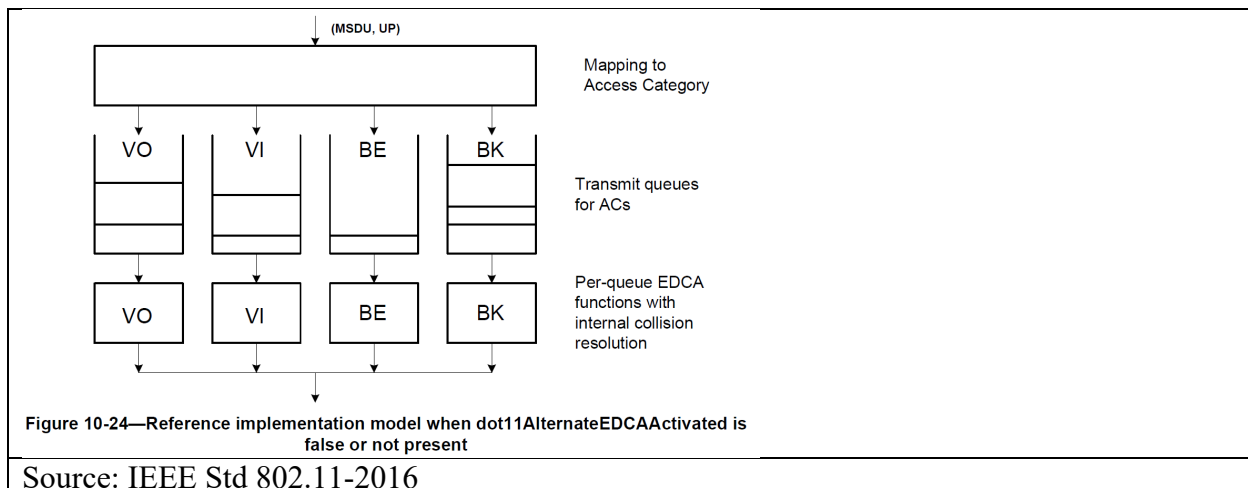 (MSDU, UP)
Mapping to
Access Category
VO VI BE BK
Transmit queues
for ACs
Per-queue EDCA
functions with
internal collision
resolution
VO VI BE BK
Figure 10-24—Reference implementation model when dot11AlternateEDCAActivated is
false or not present
Source: IEEE Std 802.11-2016